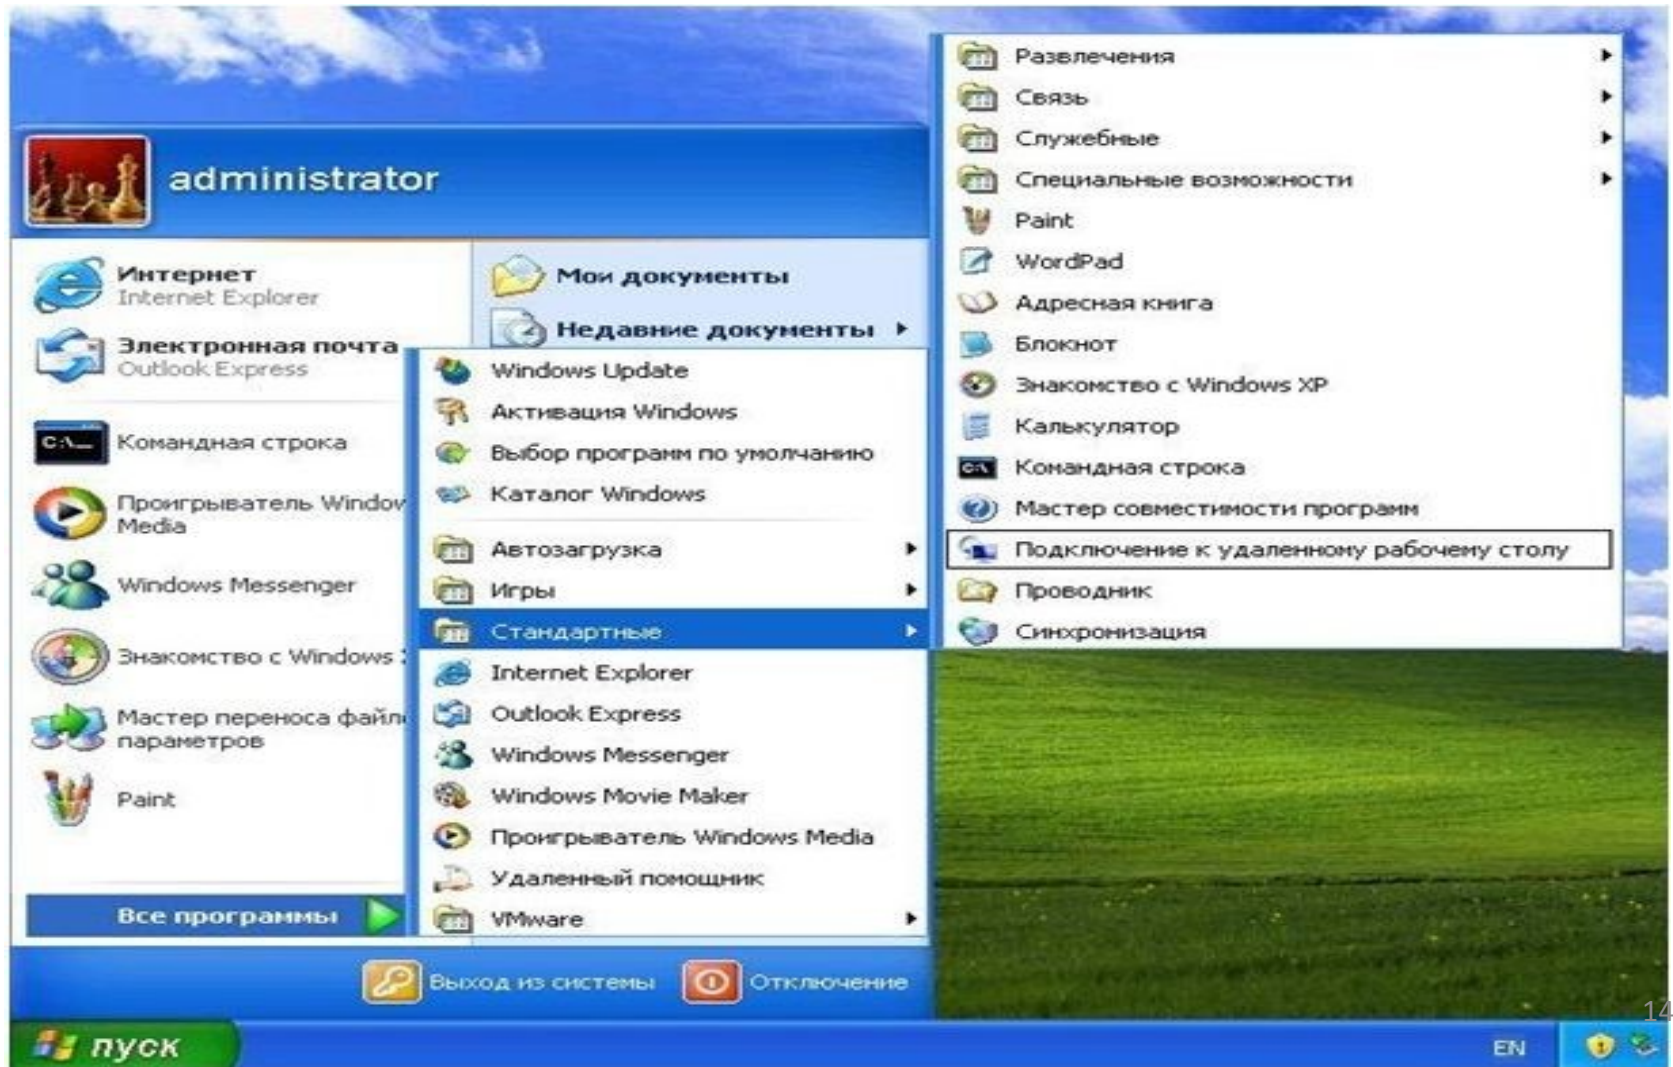 administrator
Интернет
Internet Explorer
Электронная почта
Outlook Express
Командная строка
Проигрыватель Window
Media
Windows Messenger
Знакомство с Windows
Мастер переноса файл
параметров
Paint
Все программы
Мои документы
Недавние документы
Windows Update
Активация Windows
Выбор программ по умолчанию
Каталог Windows
Автозагрузка
Игры
Стандартные
Internet Explorer
Outlook Express
Windows Messenger
Windows Movie Maker
Проигрыватель Windows Media
Удаленный помощник
VMware
Развлечения
Связь
Служебные
Специальные возможности
Paint
WordPad
Адресная книга
Блокнот
Знакомство с Windows XP
Калькулятор
Командная строка
Мастер совместимости программ
Подключение к удаленному рабочему столу
Проводник
Синхронизация
Выход из системы
Отключение
14
пуск
EN